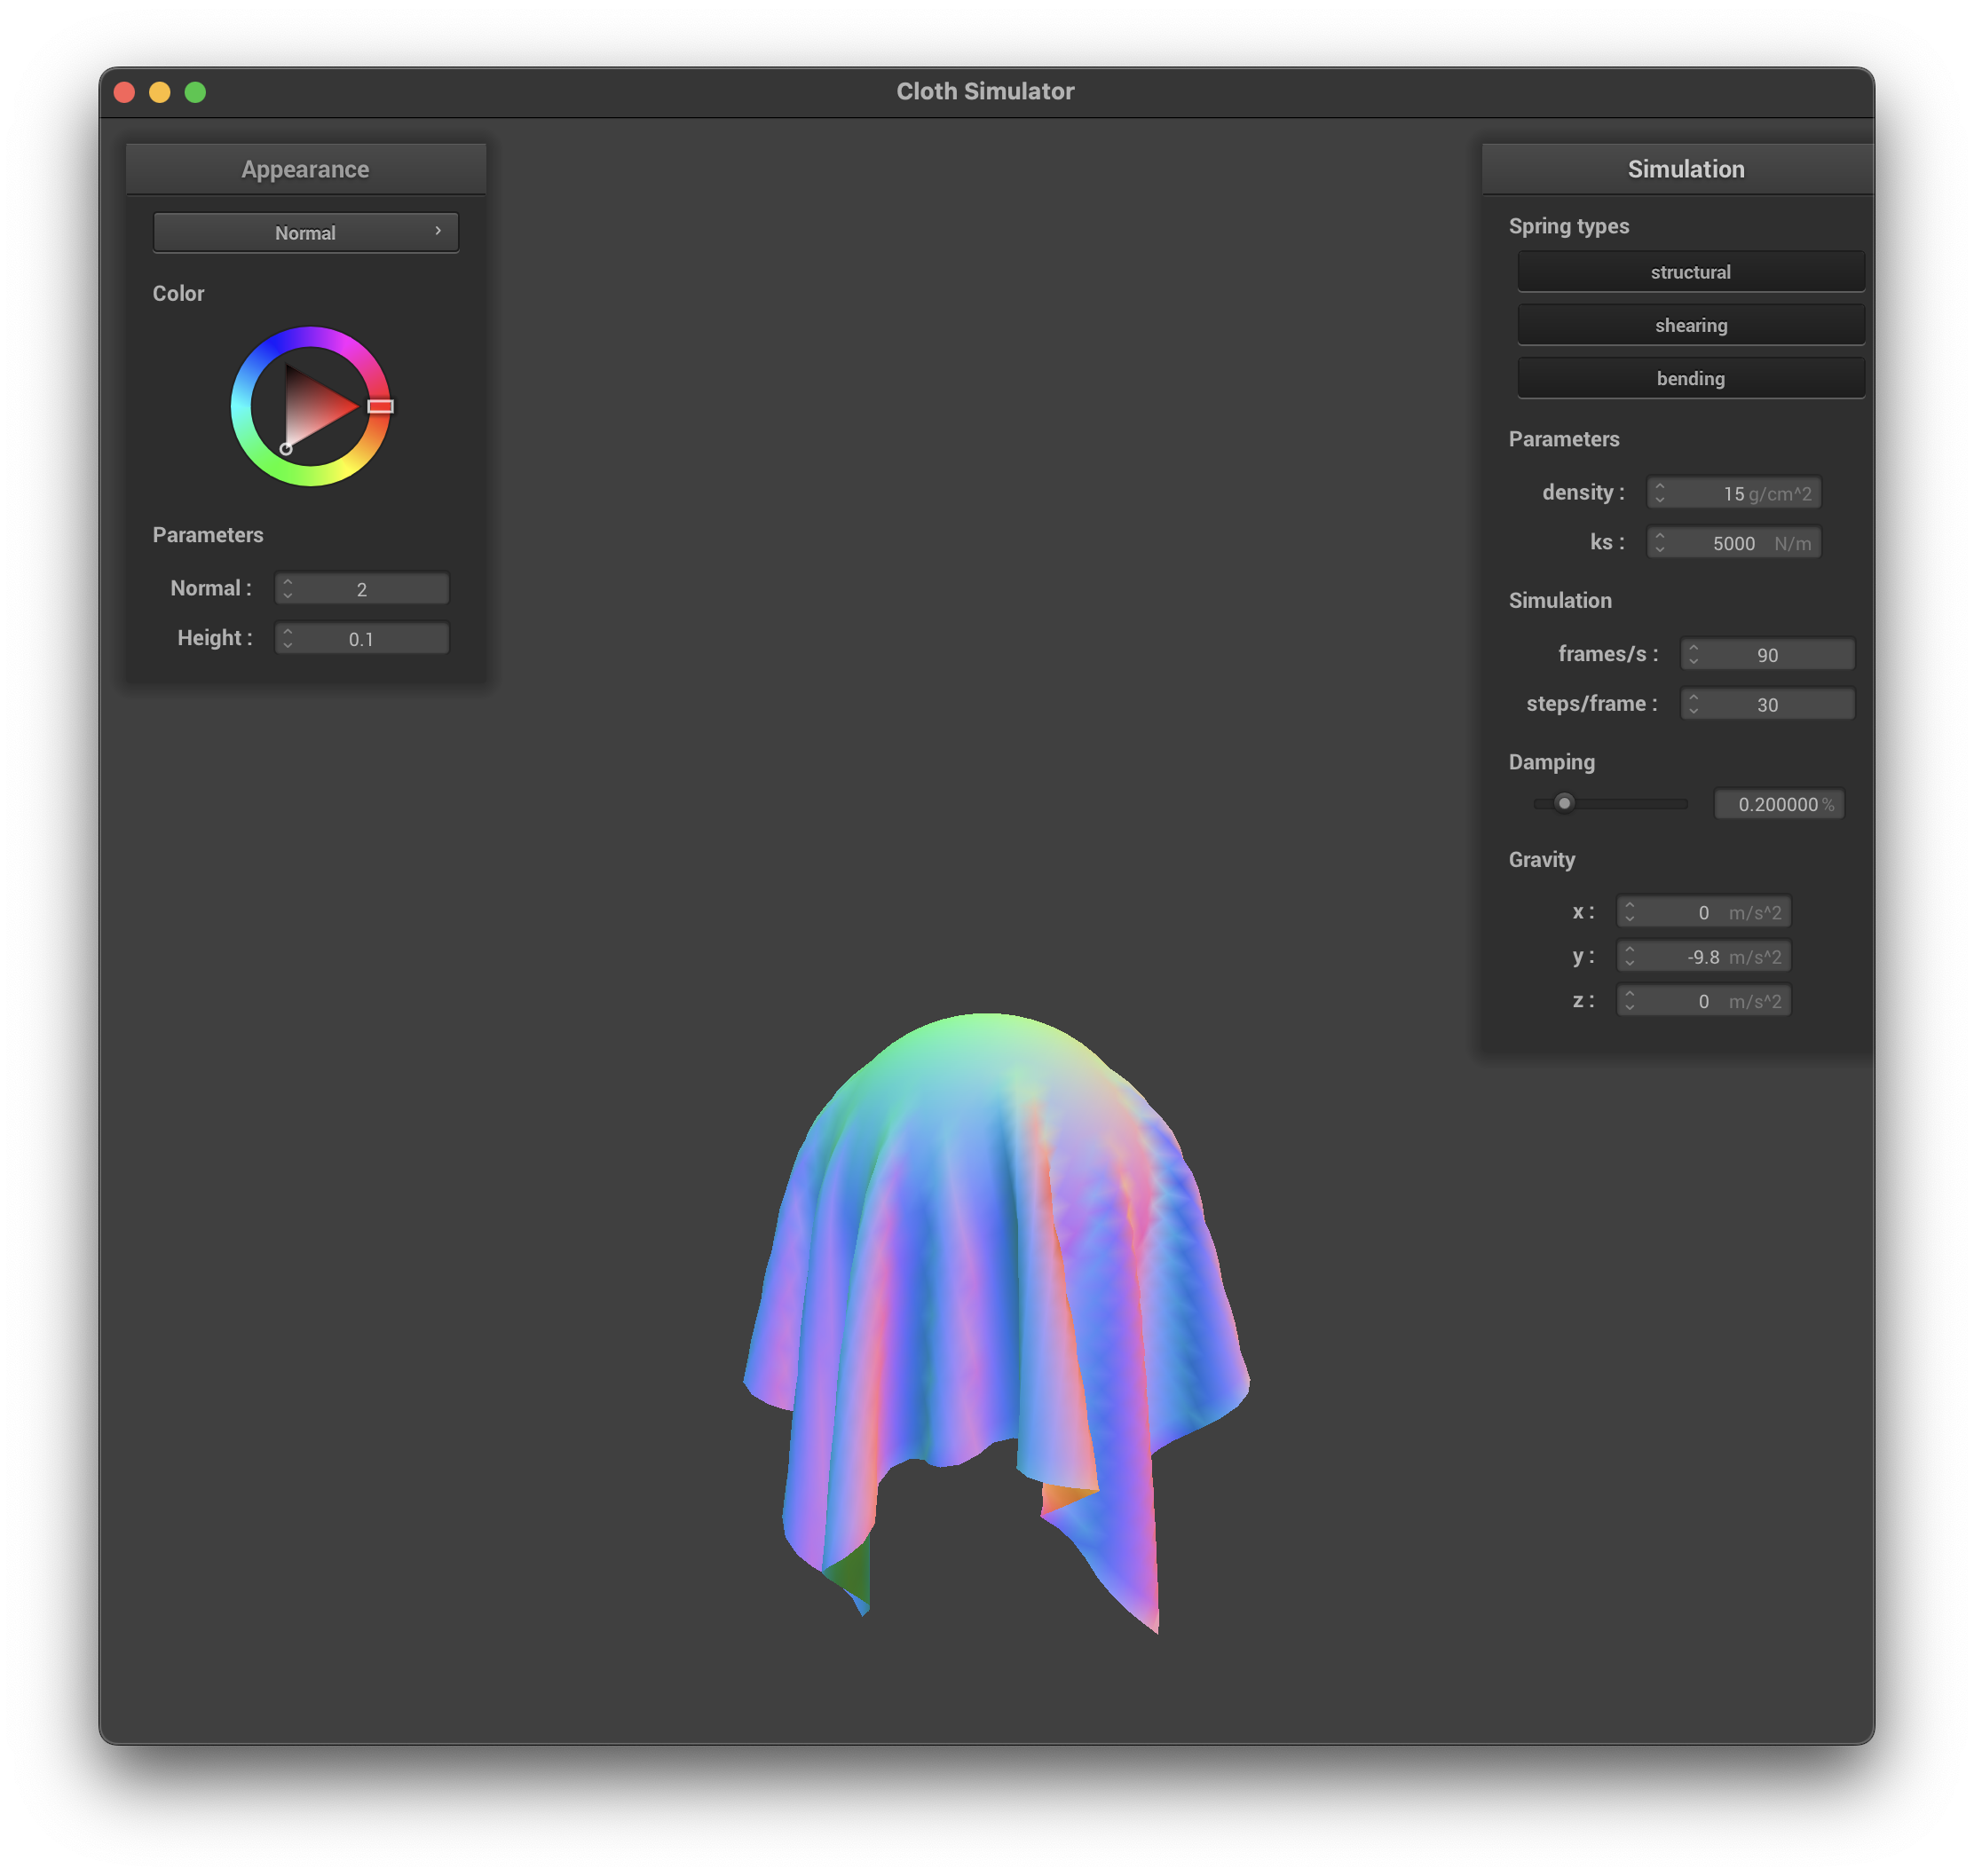 Cloth Simulator
Appearance
Normal
Color
Parameters
Normal : 2
Height : 0.1
Simulation
Spring types
structural
shearing
bending
Parameters
density : 15 g/cm^2
ks : 5000 N/m
Simulation
frames/s : 90
steps/frame : 30
Damping
0.200000 %
Gravity
x : 0 m/s^2
y : -9.8 m/s^2
z : 0 m/s^2